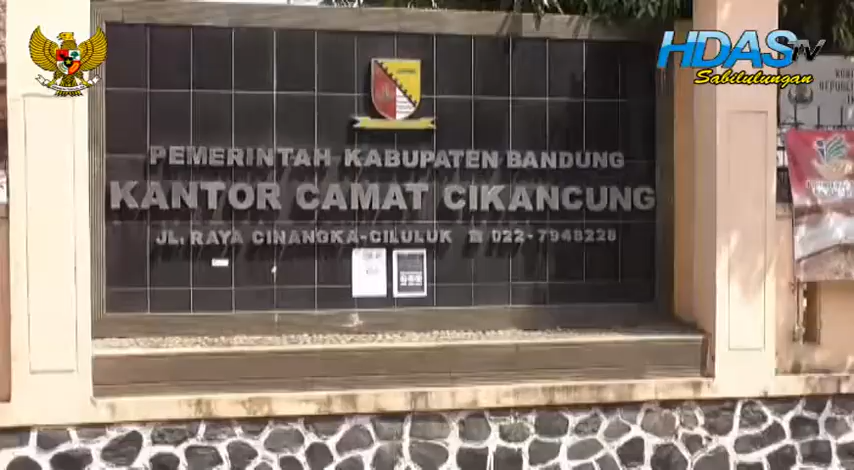 HDAS TV
Sabilulungan
PEMERINTAH KABUPATEN BANDUNG
KANTOR CAMAT CIKANCUNG
JL. RAYA CINANGKA-CILULUK ☎ 022-7948228